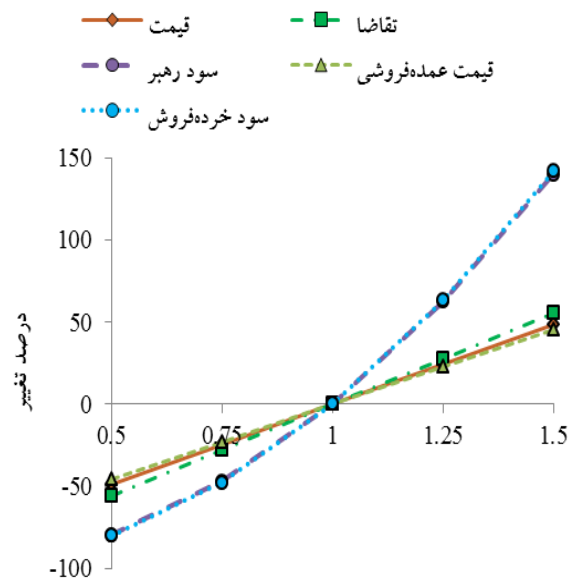 قیمت تقاضا
سود رهبر قیمت عمده‌فروشی
سود خرده‌فروش
درصد تغییر
150
100
50
0
-50
-100
0.5 0.75 1 1.25 1.5